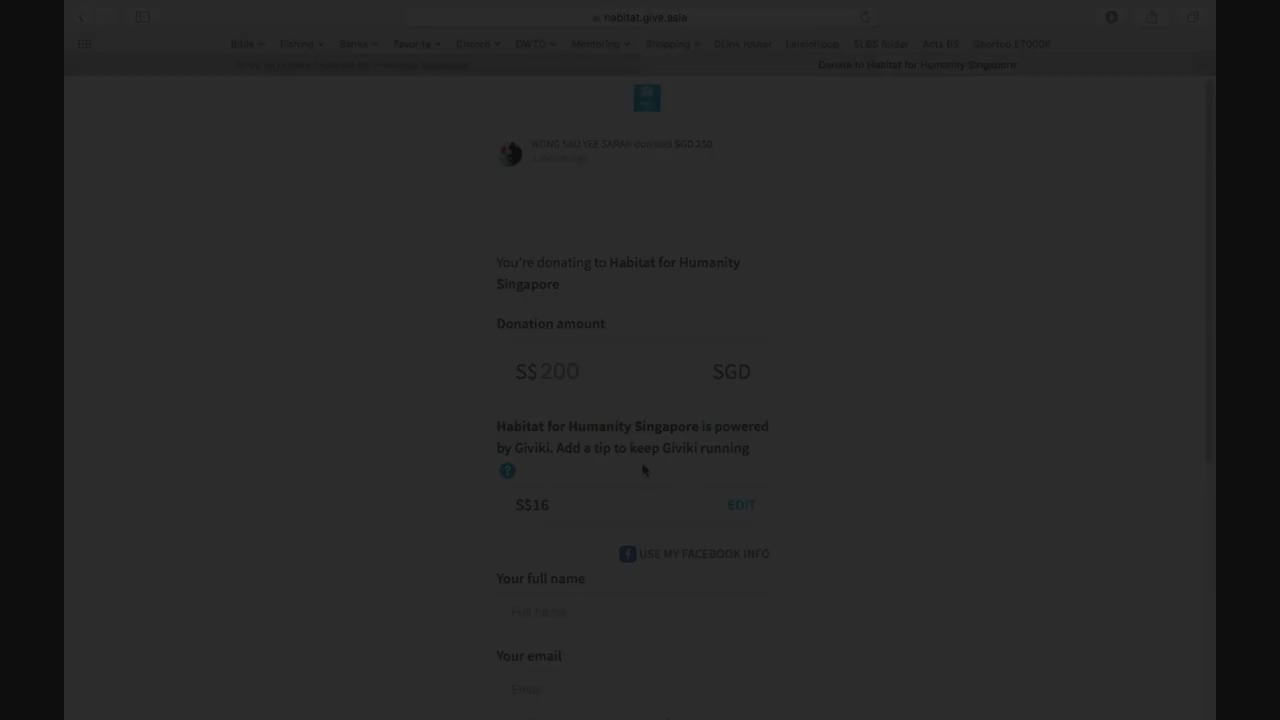 habitat.give.asia
Bible Fishing Banks Favorite DWTD Mentoring Shopping DLink router SLBS folder Acts BS
Donate to Habitat for Humanity Singapore
WONG SAU YEE SARAH donated SGD 250
You're donating to Habitat for Humanity
Singapore
Donation amount
S$ 200 SGD
Habitat for Humanity Singapore is powered
by Giviki. Add a tip to keep Giviki running
?
S$16 EDIT
f USE MY FACEBOOK INFO
Your full name
Full name
Your email
Email